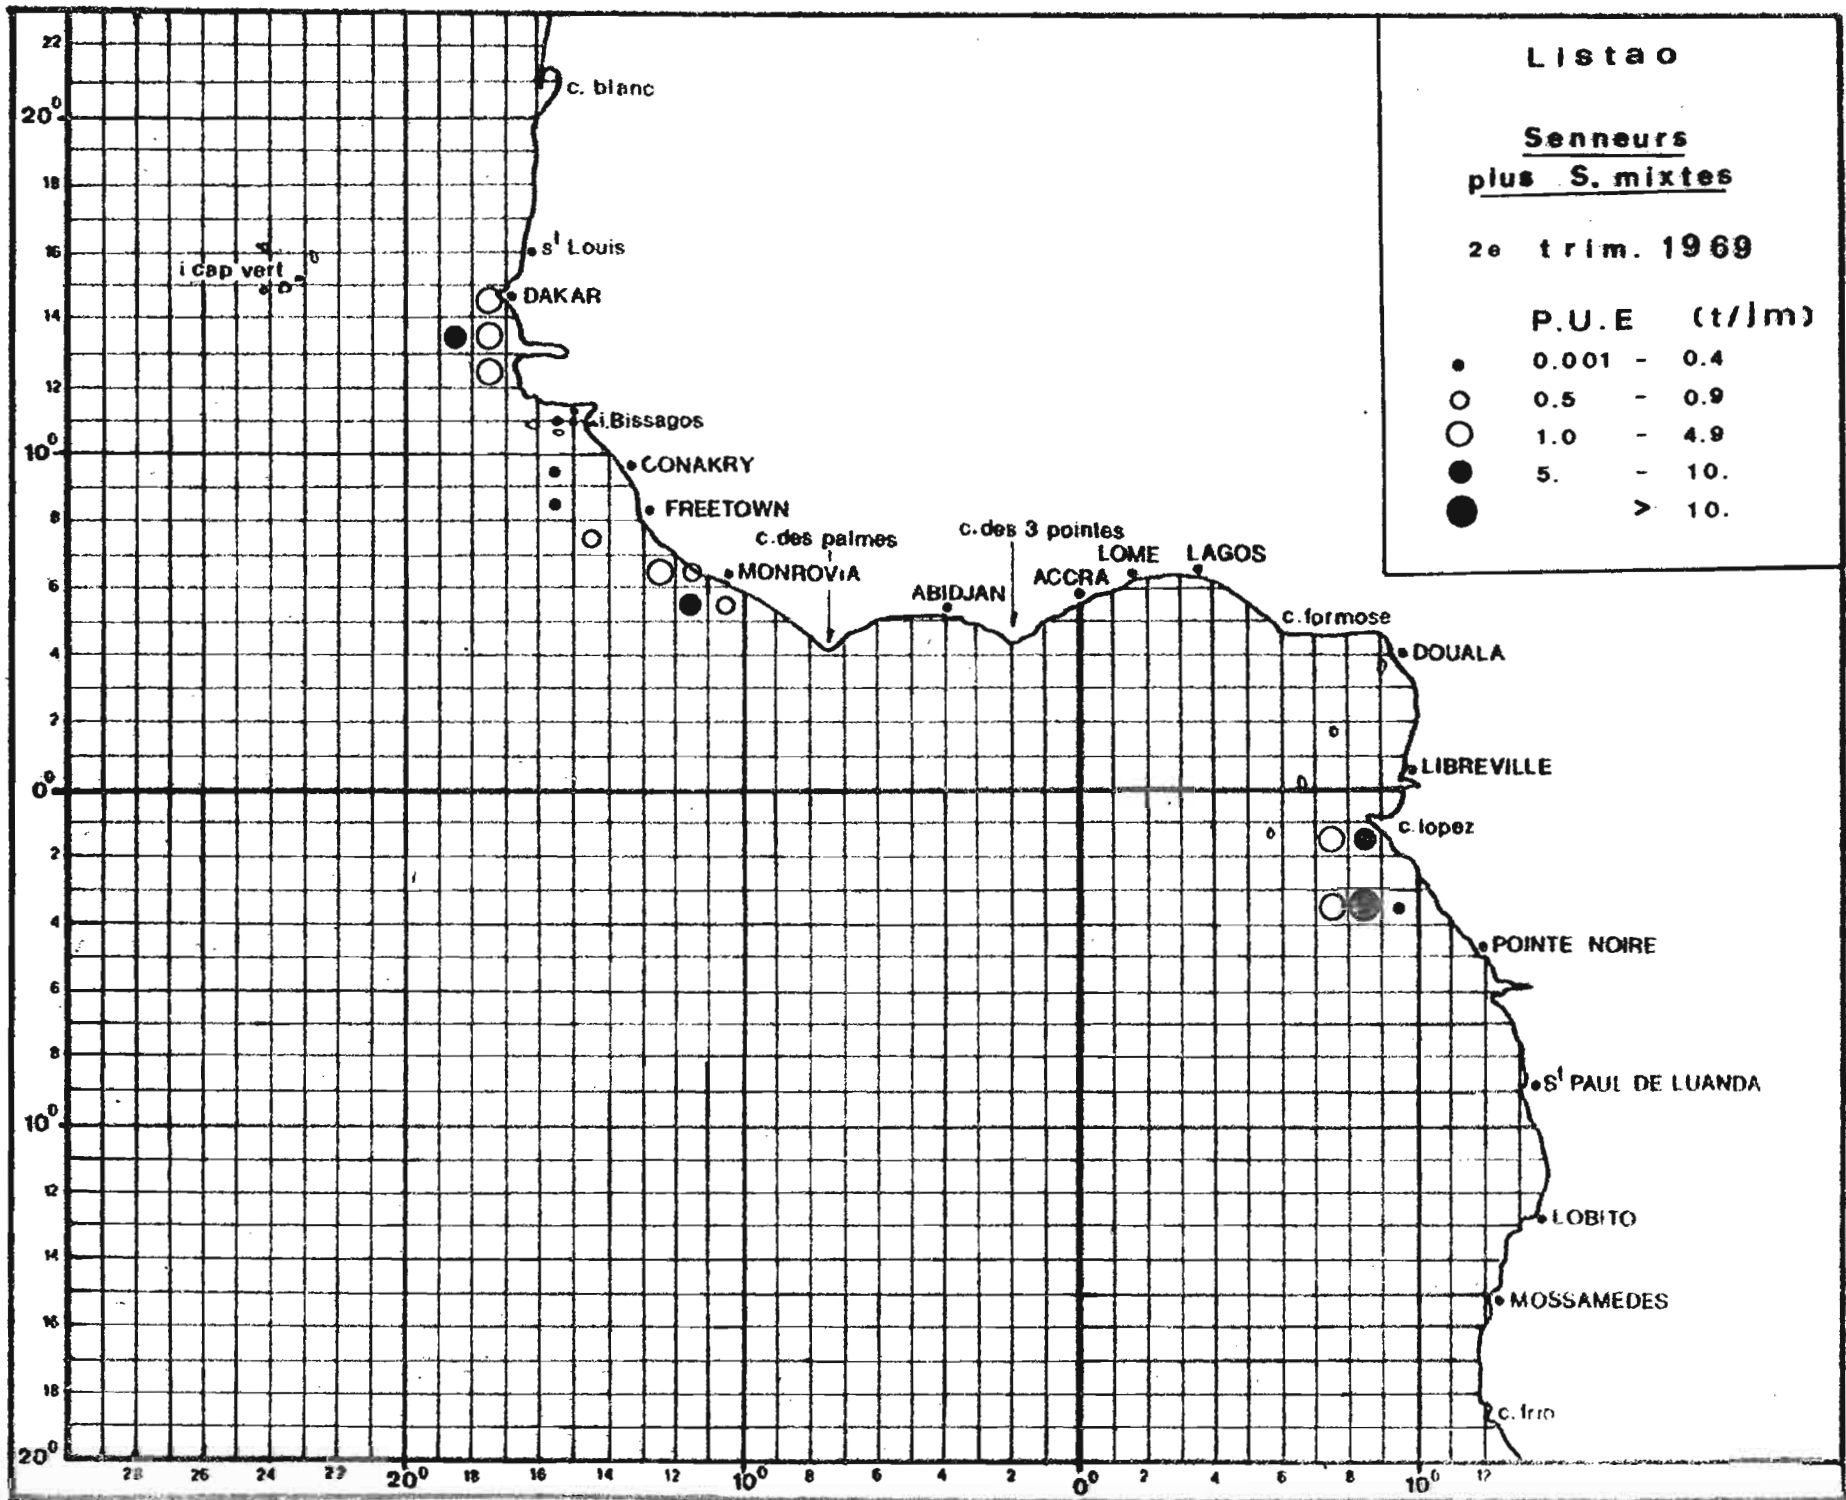 Listao
Senneurs
plus S. mixtes
2e trim. 1969
P.U.E (t/jm)
0.001 - 0.4
0.5 - 0.9
1.0 - 4.9
5. - 10.
> 10.
22
20°
18
16
14
12
10°
8
6
4
2
0°
2
4
6
8
10°
12
14
16
18
20°
28 26 24 22 20° 18 16 14 12 10° 8 6 4 2 0° 2 4 6 8 10° 12
c. blanc
st Louis
i cap vert
DAKAR
i.Bissagos
CONAKRY
FREETOWN
c.des palmes
c.des 3 pointes
LOME LAGOS
MONROVIA
ACCRA
ABIDJAN
c.formose
DOUALA
LIBREVILLE
c.lopez
POINTE NOIRE
St PAUL DE LUANDA
LOBITO
MOSSAMEDES
c.frio